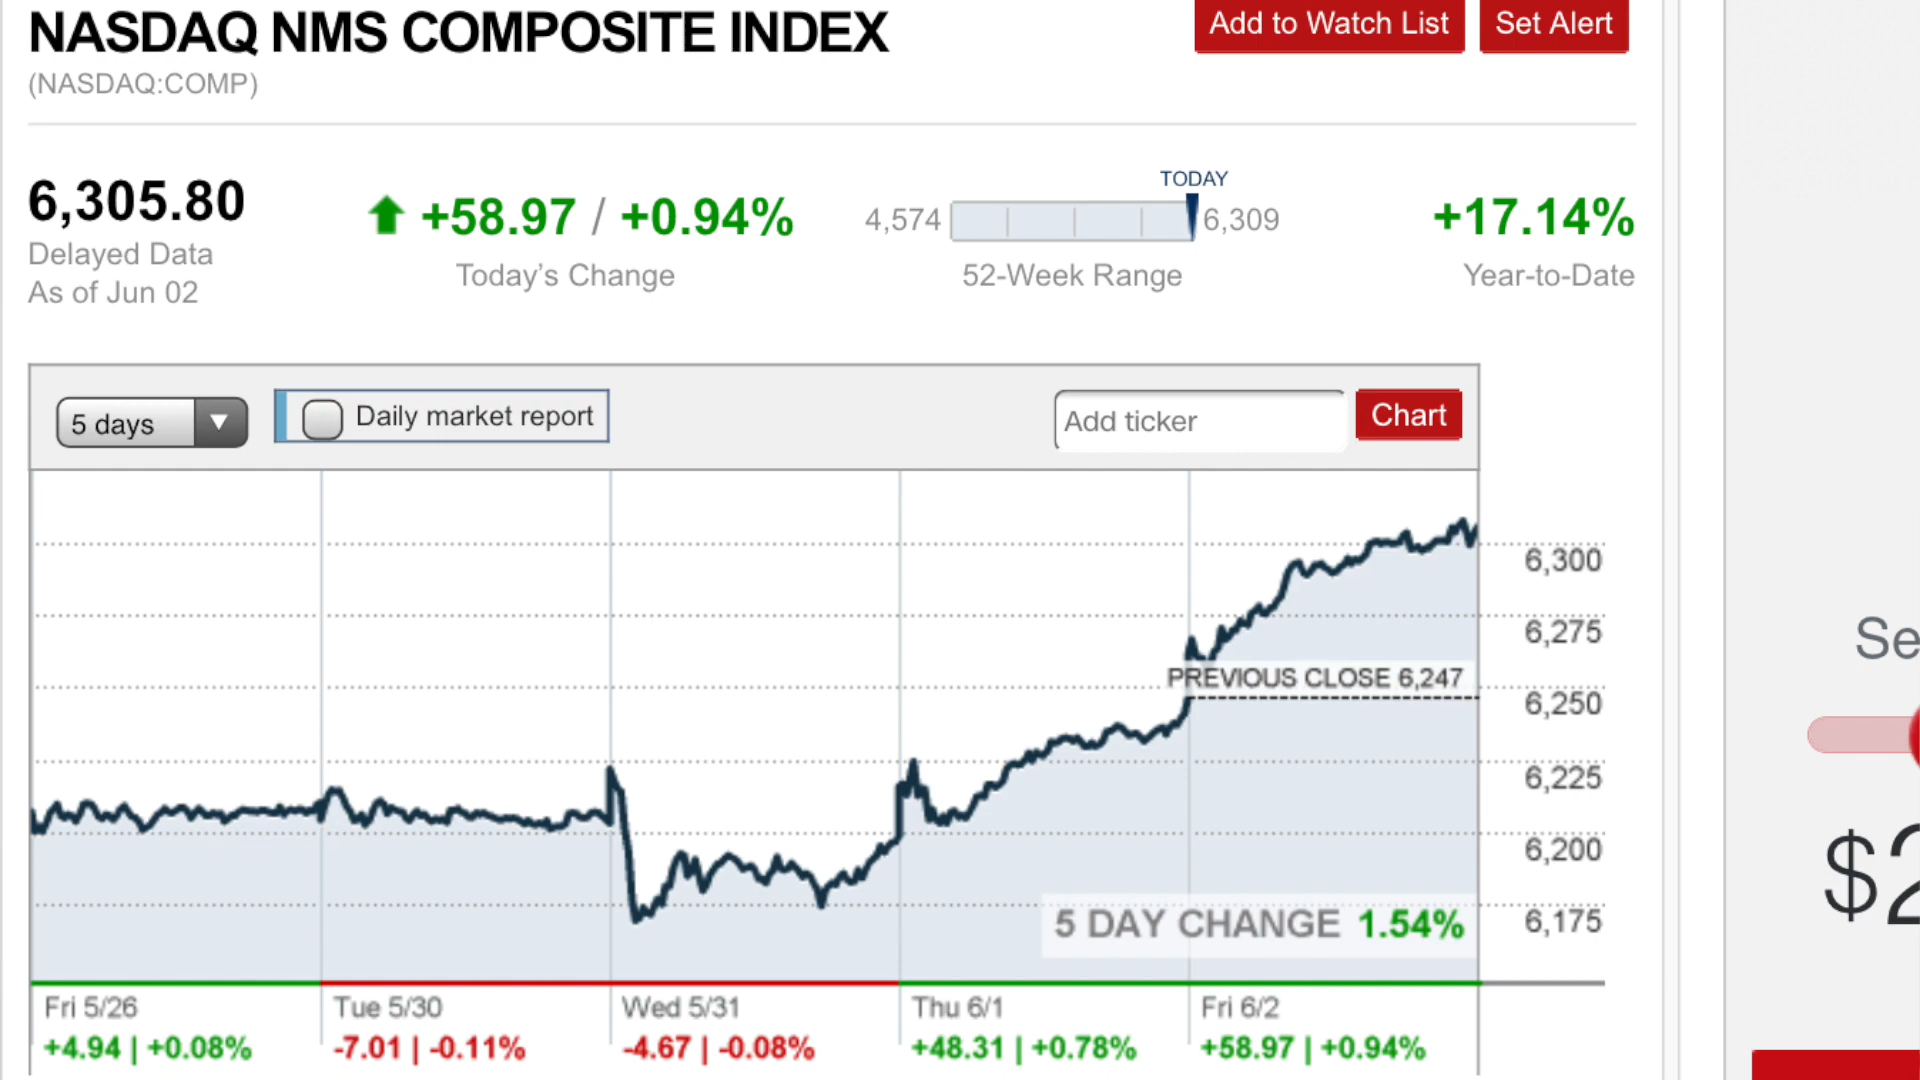 NASDAQ NMS COMPOSITE INDEX
Add to Watch List
Set Alert
(NASDAQ:COMP)
TODAY
6,305.80
+58.97 / +0.94%
4,574
6,309
+17.14%
Delayed Data
As of Jun 02
Today's Change
52-Week Range
Year-to-Date
5 days
Daily market report
Add ticker
Chart
6,300
6,275
PREVIOUS CLOSE 6,247
6,250
6,225
6,200
5 DAY CHANGE 1.54%
6,175
Fri 5/26
Tue 5/30
Wed 5/31
Thu 6/1
Fri 6/2
+4.94 | +0.08%
-7.01 | -0.11%
-4.67 | -0.08%
+48.31 | +0.78%
+58.97 | +0.94%
Se
$2